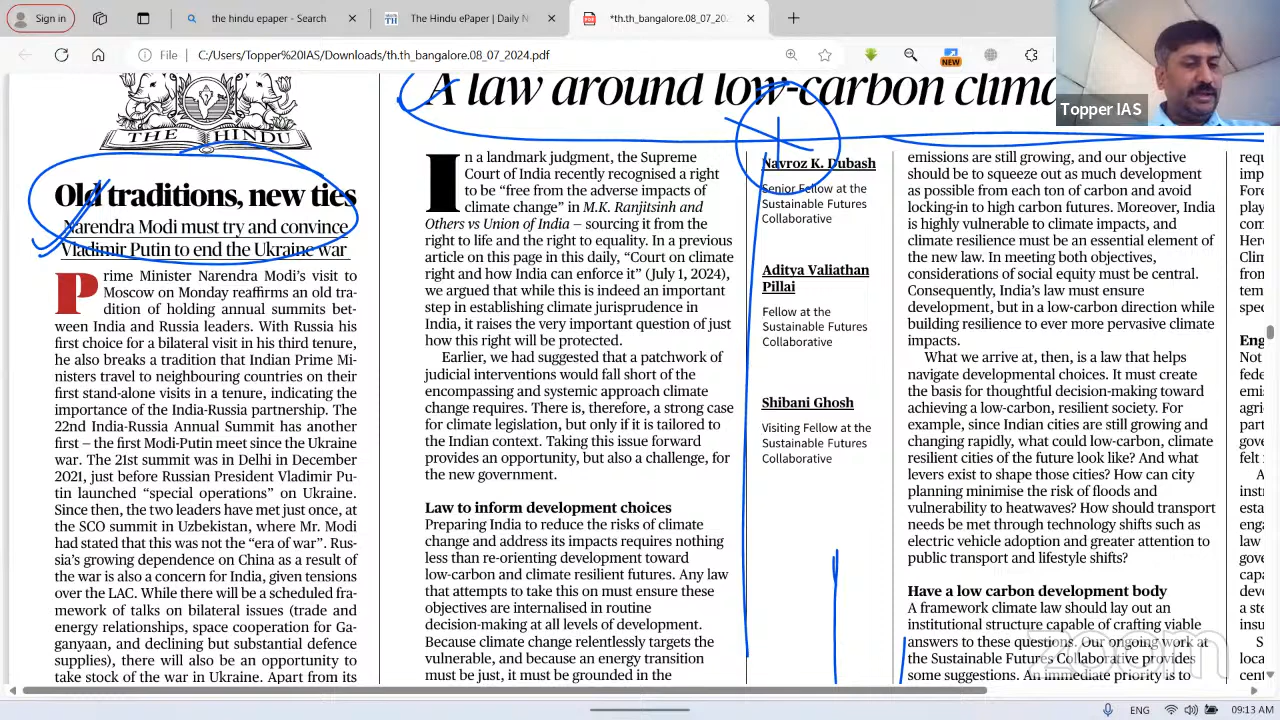 Sign in
the hindu epaper - Search
The Hindu ePaper | Daily N
*th.th_bangalore.08_07_20
File
C:/Users/Topper%20IAS/Downloads/th.th_bangalore.08_07_2024.pdf
NEW
Topper IAS
THE HINDU
Old traditions, new ties
Narendra Modi must try and convince
Vladimir Putin to end the Ukraine war
Prime Minister Narendra Modi's visit to
Moscow on Monday reaffirms an old tra-
dition of holding annual summits bet-
ween India and Russia leaders. With Russia his
first choice for a bilateral visit in his third tenure,
he also breaks a tradition that Indian Prime Mi-
nisters travel to neighbouring countries on their
first stand-alone visits in a tenure, indicating the
importance of the India-Russia partnership. The
22nd India-Russia Annual Summit has another
first — the first Modi-Putin meet since the Ukraine
war. The 21st summit was in Delhi in December
2021, just before Russian President Vladimir Pu-
tin launched “special operations” on Ukraine.
Since then, the two leaders have met just once, at
the SCO summit in Uzbekistan, where Mr. Modi
had stated that this was not the “era of war”. Rus-
sia's growing dependence on China as a result of
the war is also a concern for India, given tensions
over the LAC. While there will be a scheduled fra-
mework of talks on bilateral issues (trade and
energy relationships, space cooperation for Ga-
ganyaan, and declining but substantial defence
supplies), there will also be an opportunity to
take stock of the war in Ukraine. Apart from its
A law around low-carbon clima
In a landmark judgment, the Supreme
Court of India recently recognised a right
to be “free from the adverse impacts of
climate change” in M.K. Ranjitsinh and
Others vs Union of India — sourcing it from the
right to life and the right to equality. In a previous
article on this page in this daily, “Court on climate
right and how India can enforce it” (July 1, 2024),
we argued that while this is indeed an important
step in establishing climate jurisprudence in
India, it raises the very important question of just
how this right will be protected.
Earlier, we had suggested that a patchwork of
judicial interventions would fall short of the
encompassing and systemic approach climate
change requires. There is, therefore, a strong case
for climate legislation, but only if it is tailored to
the Indian context. Taking this issue forward
provides an opportunity, but also a challenge, for
the new government.
Law to inform development choices
Preparing India to reduce the risks of climate
change and address its impacts requires nothing
less than re-orienting development toward
low-carbon and climate resilient futures. Any law
that attempts to take this on must ensure these
objectives are internalised in routine
decision-making at all levels of development.
Because climate change relentlessly targets the
vulnerable, and because an energy transition
must be just, it must be grounded in the
Navroz K. Dubash
Senior Fellow at the
Sustainable Futures
Collaborative
Aditya Valiathan
Pillai
Fellow at the
Sustainable Futures
Collaborative
Shibani Ghosh
Visiting Fellow at the
Sustainable Futures
Collaborative
emissions are still growing, and our objective
should be to squeeze out as much development
as possible from each ton of carbon and avoid
locking-in to high carbon futures. Moreover, India
is highly vulnerable to climate impacts, and
climate resilience must be an essential element of
the new law. In meeting both objectives,
considerations of social equity must be central.
Consequently, India's law must ensure
development, but in a low-carbon direction while
building resilience to ever more pervasive climate
impacts.
What we arrive at, then, is a law that helps
navigate developmental choices. It must create
the basis for thoughtful decision-making toward
achieving a low-carbon, resilient society. For
example, since Indian cities are still growing and
changing rapidly, what could low-carbon, climate
resilient cities of the future look like? And what
levers exist to shape those cities? How can city
planning minimise the risk of floods and
vulnerability to heatwaves? How should transport
needs be met through technology shifts such as
electric vehicle adoption and greater attention to
public transport and lifestyle shifts?
Have a low carbon development body
A framework climate law should lay out an
institutional structure capable of crafting viable
answers to these questions. Our ongoing work at
the Sustainable Futures Collaborative provides
some suggestions. An immediate priority is to
requ
imp
Fore
play
com
Her
Clim
from
tem
spec
Eng
Not
fede
emis
agri
part
gove
felt
A
inst
esta
enga
law
gov
capa
deve
a ste
insu
S
loca
cent
zoom
ENG
09:13 AM